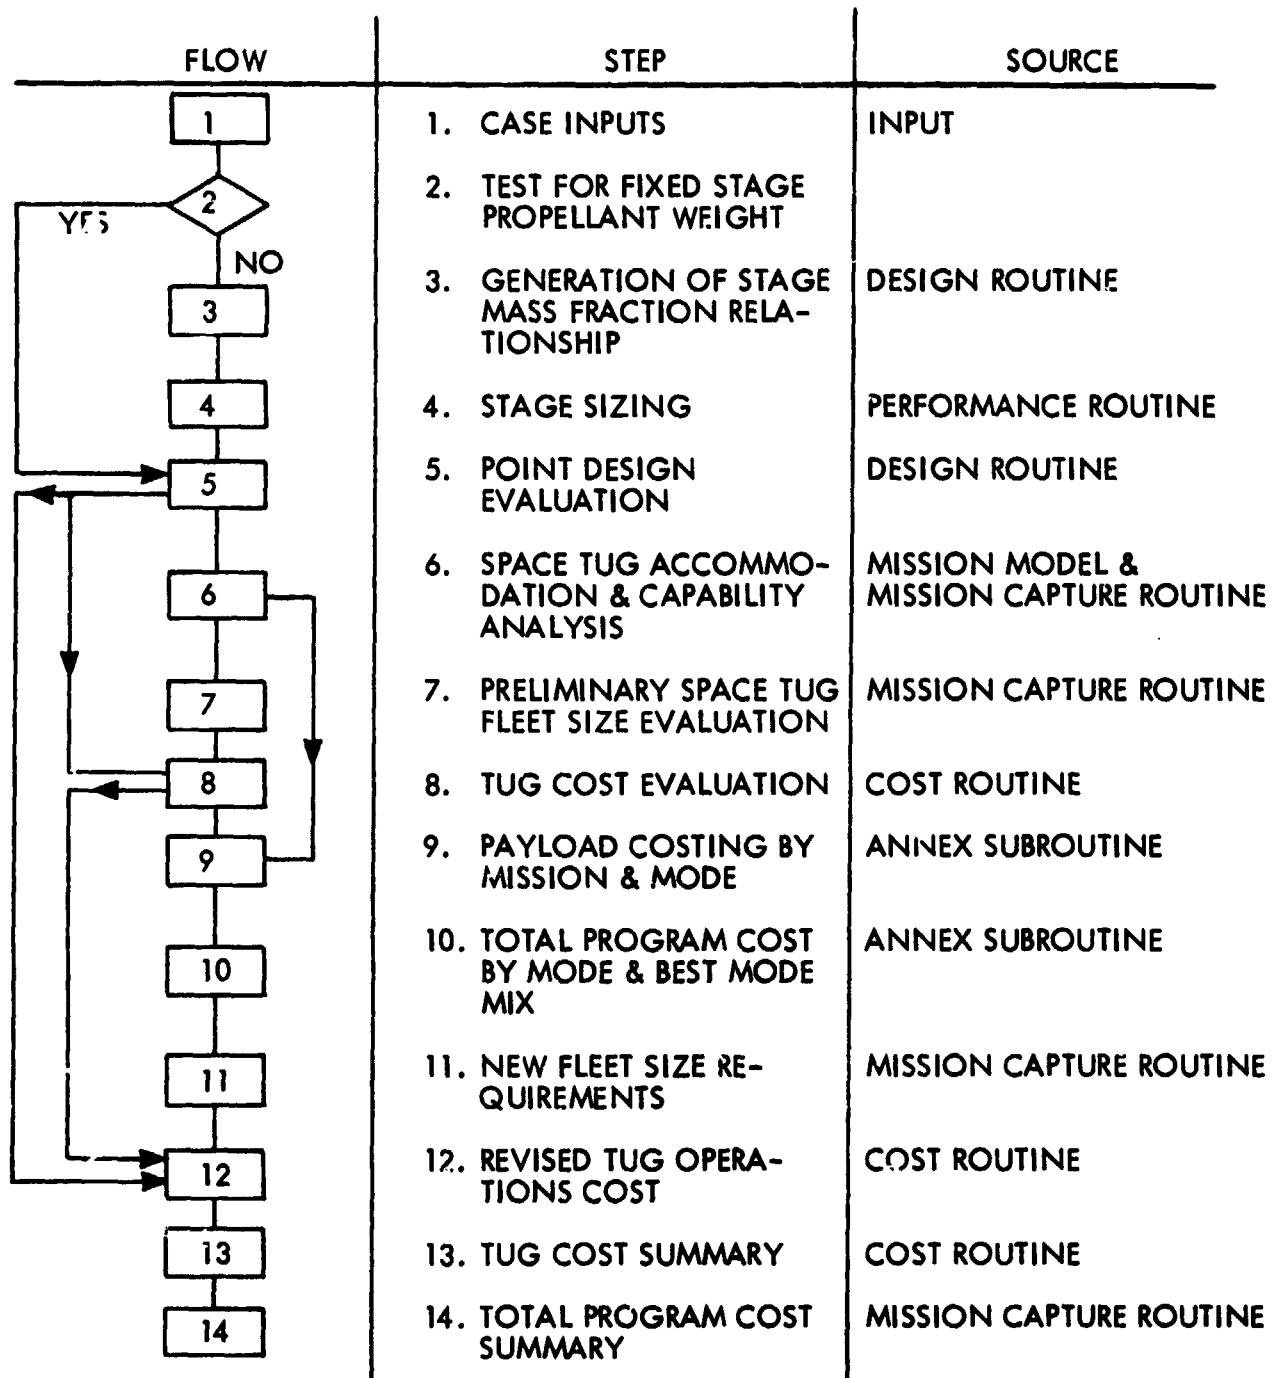 FLOW STEP SOURCE
1 1. CASE INPUTS INPUT
2 2. TEST FOR FIXED STAGE
PROPELLANT WEIGHT
YES
NO
3 3. GENERATION OF STAGE DESIGN ROUTINE
MASS FRACTION RELA-
TIONSHIP
4 4. STAGE SIZING PERFORMANCE ROUTINE
5 5. POINT DESIGN DESIGN ROUTINE
EVALUATION
6 6. SPACE TUG ACCOMMO- MISSION MODEL &
DATION & CAPABILITY MISSION CAPTURE ROUTINE
ANALYSIS
7 7. PRELIMINARY SPACE TUG MISSION CAPTURE ROUTINE
FLEET SIZE EVALUATION
8 8. TUG COST EVALUATION COST ROUTINE
9 9. PAYLOAD COSTING BY ANNEX SUBROUTINE
MISSION & MODE
10 10. TOTAL PROGRAM COST ANNEX SUBROUTINE
BY MODE & BEST MODE
MIX
11 11. NEW FLEET SIZE RE- MISSION CAPTURE ROUTINE
QUIREMENTS
12 12. REVISED TUG OPERA- COST ROUTINE
TIONS COST
13 13. TUG COST SUMMARY COST ROUTINE
14 14. TOTAL PROGRAM COST MISSION CAPTURE ROUTINE
SUMMARY